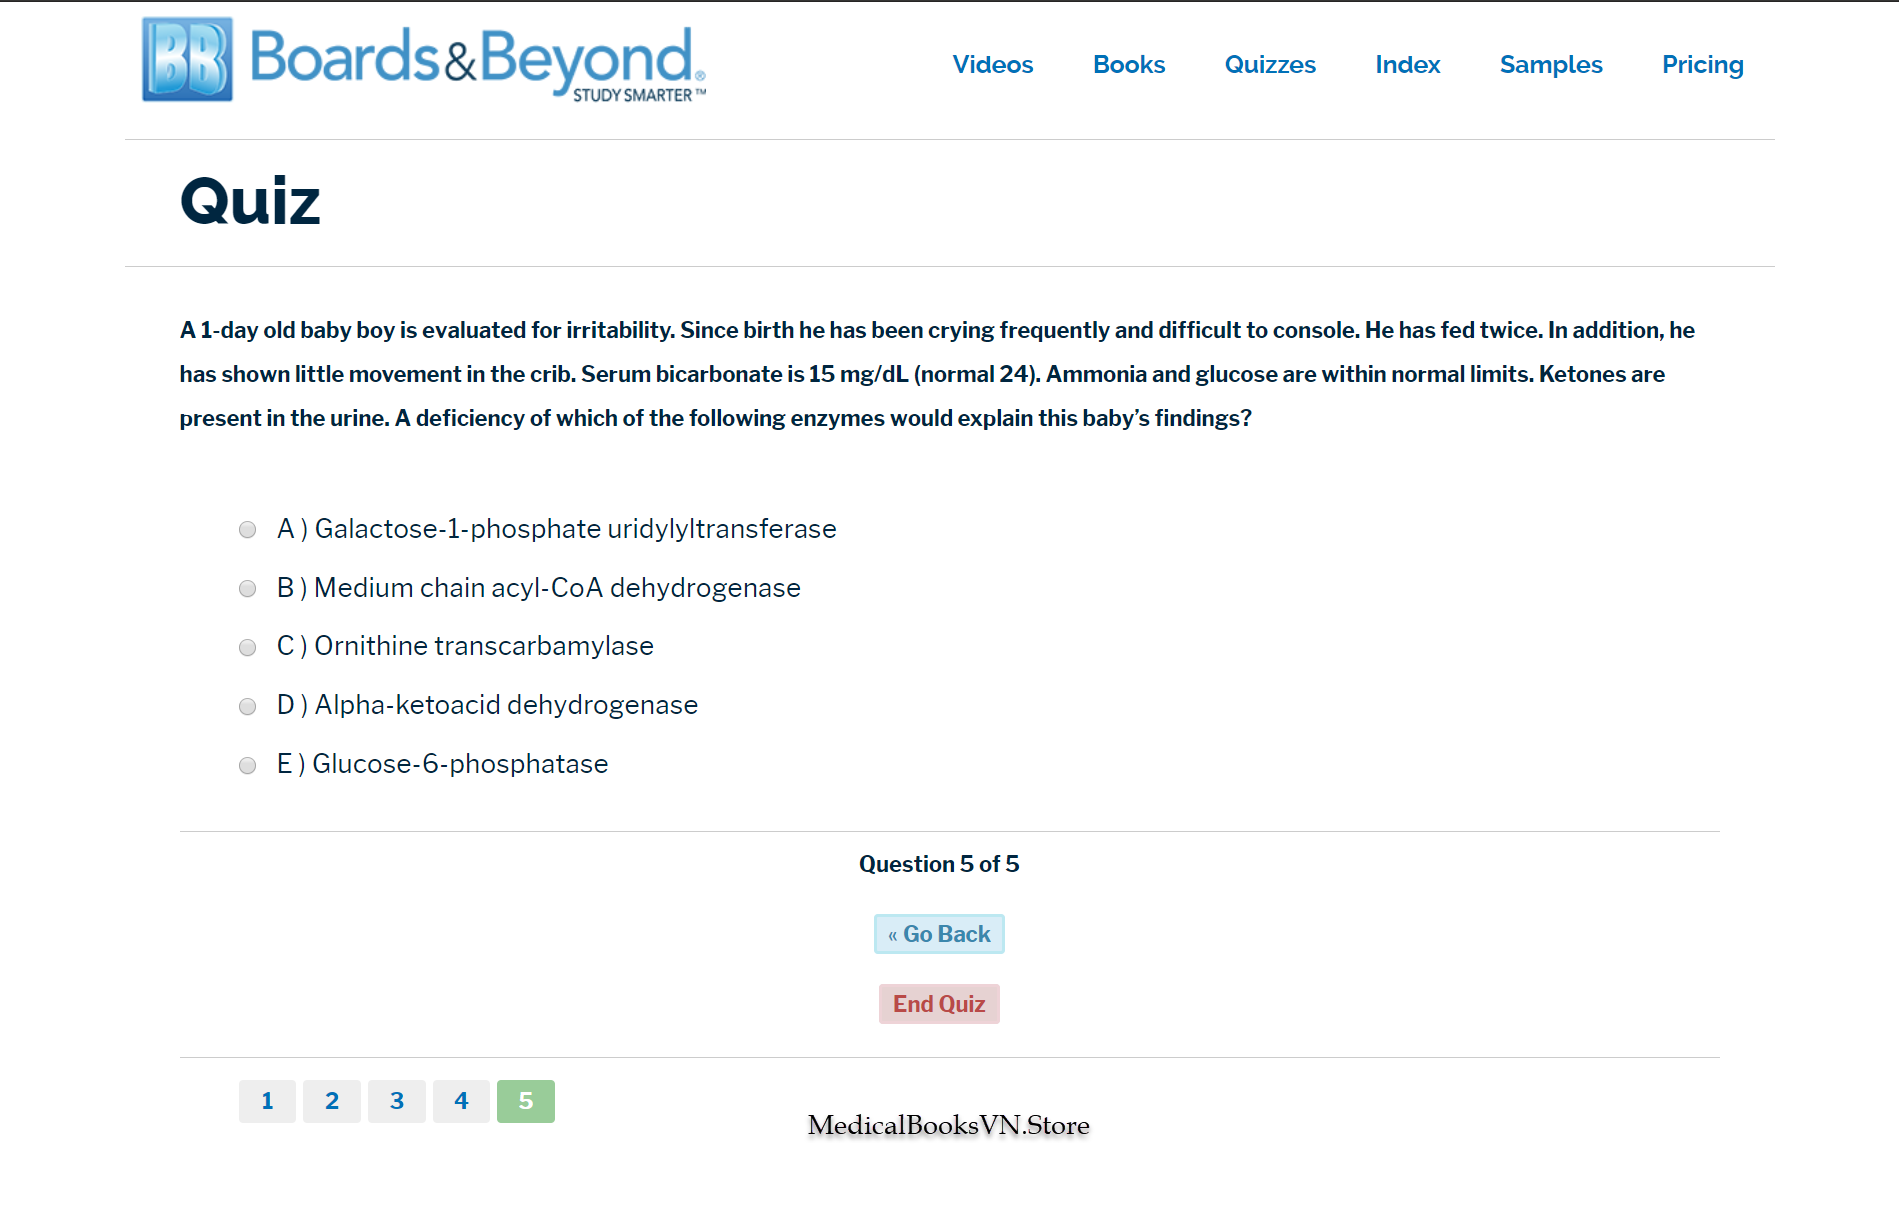 BB Boards&Beyond®
STUDY SMARTER™
Videos Books Quizzes Index Samples Pricing
Quiz
A 1-day old baby boy is evaluated for irritability. Since birth he has been crying frequently and difficult to console. He has fed twice. In addition, he
has shown little movement in the crib. Serum bicarbonate is 15 mg/dL (normal 24). Ammonia and glucose are within normal limits. Ketones are
present in the urine. A deficiency of which of the following enzymes would explain this baby’s findings?
A ) Galactose-1-phosphate uridylyltransferase
B ) Medium chain acyl-CoA dehydrogenase
C ) Ornithine transcarbamylase
D ) Alpha-ketoacid dehydrogenase
E ) Glucose-6-phosphatase
Question 5 of 5
« Go Back
End Quiz
1 2 3 4 5
MedicalBooksVN.Store